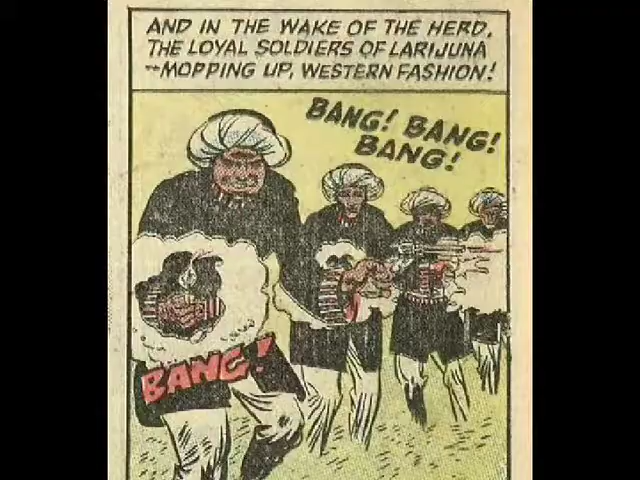 AND IN THE WAKE OF THE HERD,
THE LOYAL SOLDIERS OF LARIJUNA
--MOPPING UP, WESTERN FASHION!
BANG! BANG!
BANG!
BANG!